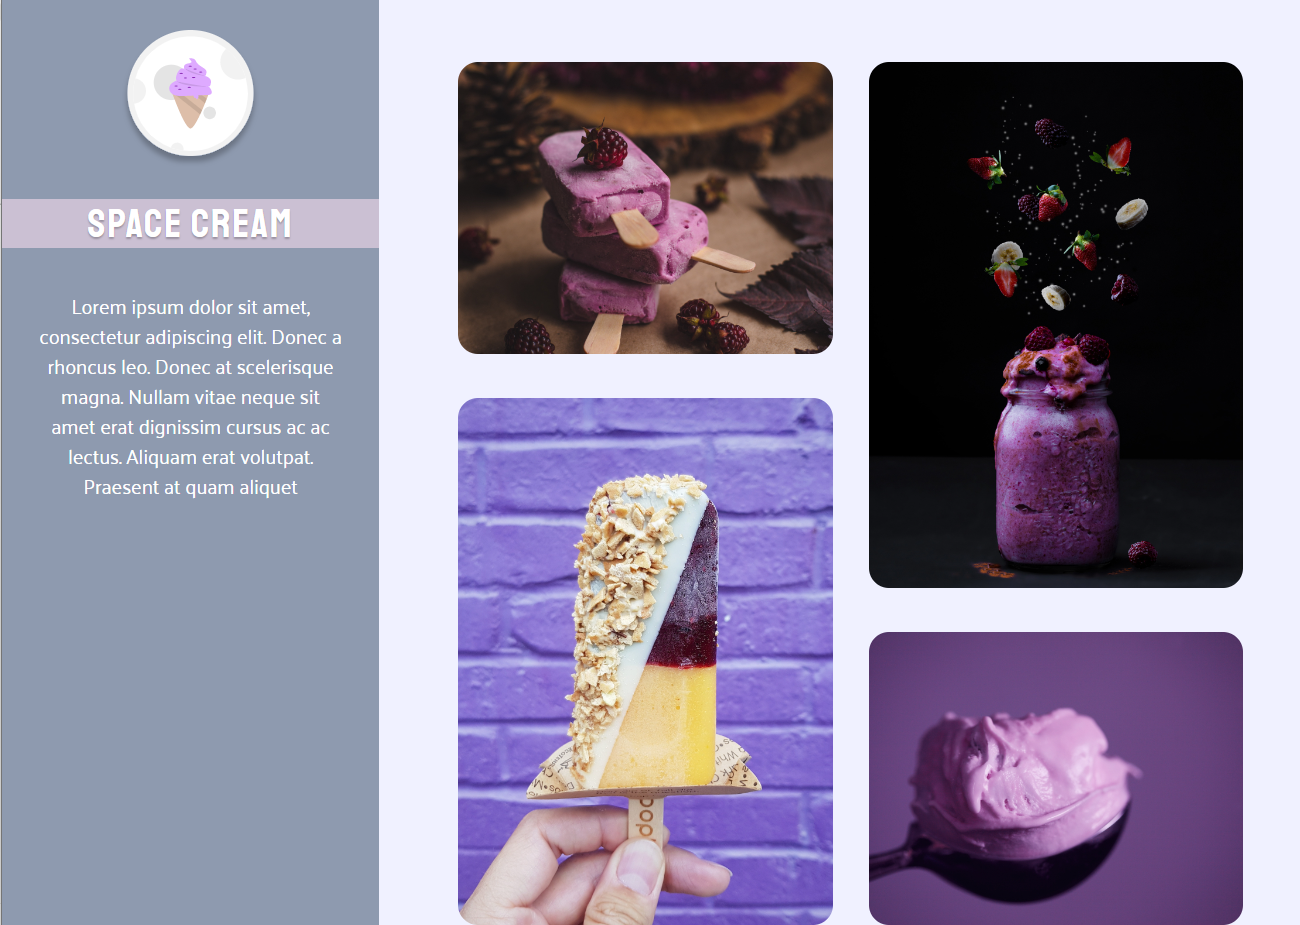 SPACE CREAM
Lorem ipsum dolor sit amet,
consectetur adipiscing elit. Donec a
rhoncus leo. Donec at scelerisque
magna. Nullam vitae neque sit
amet erat dignissim cursus ac ac
lectus. Aliquam erat volutpat.
Praesent at quam aliquet